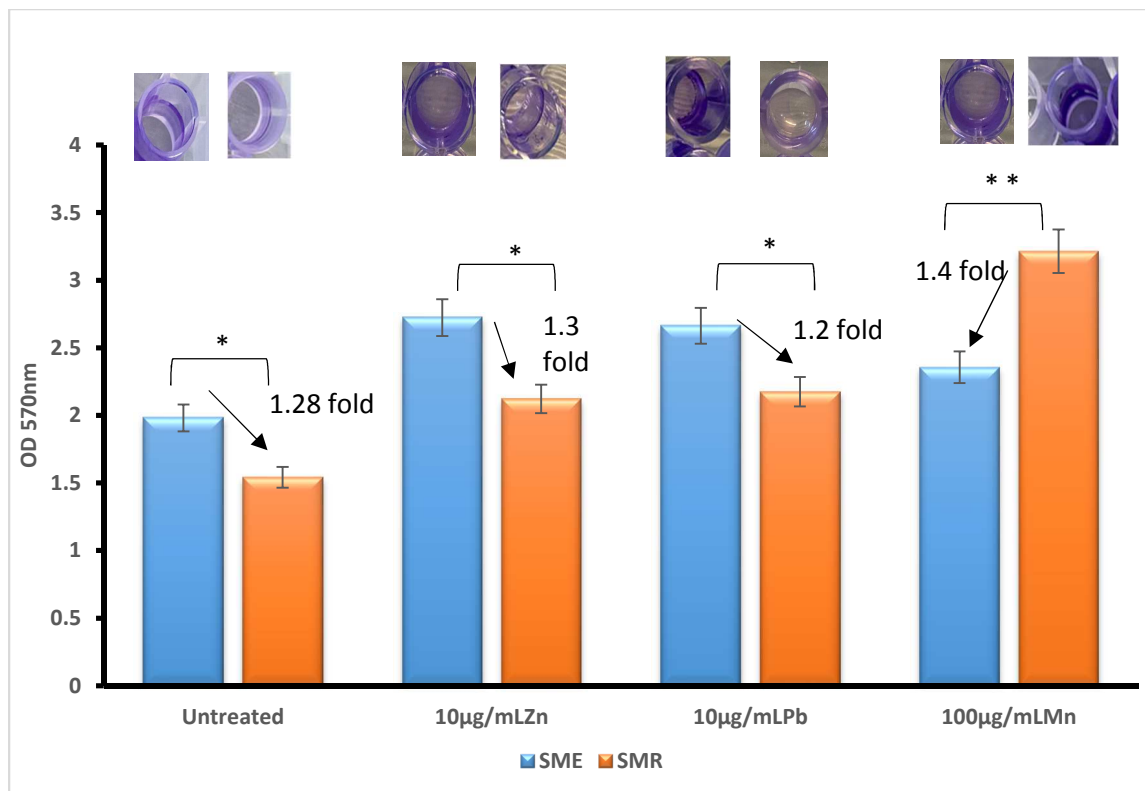 4
3.5
3
2.5
2
1.5
1
0.5
0
OD 570nm
*
1.28 fold
*
1.3
fold
*
1.2 fold
* *
1.4 fold
Untreated
10µg/mLZn
10µg/mLPb
100µg/mLMn
SME
SMR